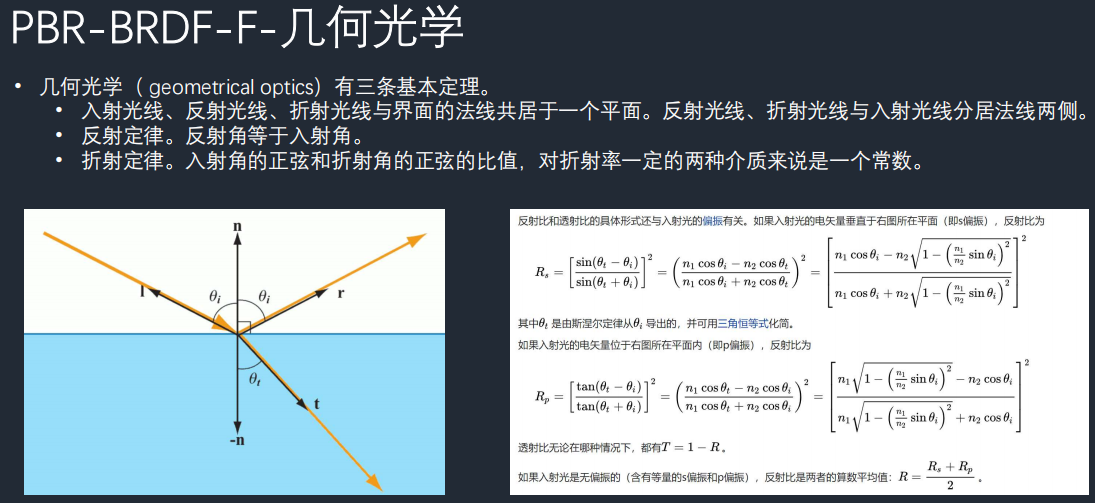 PBR-BRDF-F-几何光学
• 几何光学（ geometrical optics）有三条基本定理。
• 入射光线、反射光线、折射光线与界面的法线共居于一个平面。反射光线、折射光线与入射光线分居法线两侧。
• 反射定律。反射角等于入射角。
• 折射定律。入射角的正弦和折射角的正弦的比值，对折射率一定的两种介质来说是一个常数。
n
l
θᵢ
θᵢ
r
θₜ
t
-n
反射比和透射比的具体形式还与入射光的偏振有关。如果入射光的电矢量垂直于右图所在平面（即s偏振），反射比为
$R_s = \left[\frac{\sin(\theta_t - \theta_i)}{\sin(\theta_t + \theta_i)}\right]^2 = \left(\frac{n_1 \cos\theta_i - n_2 \cos\theta_t}{n_1 \cos\theta_i + n_2 \cos\theta_t}\right)^2 = \left[\frac{n_1 \cos\theta_i - n_2\sqrt{1 - \left(\frac{n_1}{n_2}\sin\theta_i\right)^2}}{n_1 \cos\theta_i + n_2\sqrt{1 - \left(\frac{n_1}{n_2}\sin\theta_i\right)^2}}\right]^2$
其中θₜ 是由斯涅尔定律从θᵢ 导出的，并可用三角恒等式化简。
如果入射光的电矢量位于右图所在平面内（即p偏振），反射比为
$R_p = \left[\frac{\tan(\theta_t - \theta_i)}{\tan(\theta_t + \theta_i)}\right]^2 = \left(\frac{n_1 \cos\theta_t - n_2 \cos\theta_i}{n_1 \cos\theta_t + n_2 \cos\theta_i}\right)^2 = \left[\frac{n_1\sqrt{1 - \left(\frac{n_1}{n_2}\sin\theta_i\right)^2} - n_2 \cos\theta_i}{n_1\sqrt{1 - \left(\frac{n_1}{n_2}\sin\theta_i\right)^2} + n_2 \cos\theta_i}\right]^2$
透射比无论在哪种情况下，都有T = 1 − R 。
如果入射光是无偏振的（含有等量的s偏振和p偏振），反射比是两者的算数平均值：$R = \frac{R_s + R_p}{2}$ 。